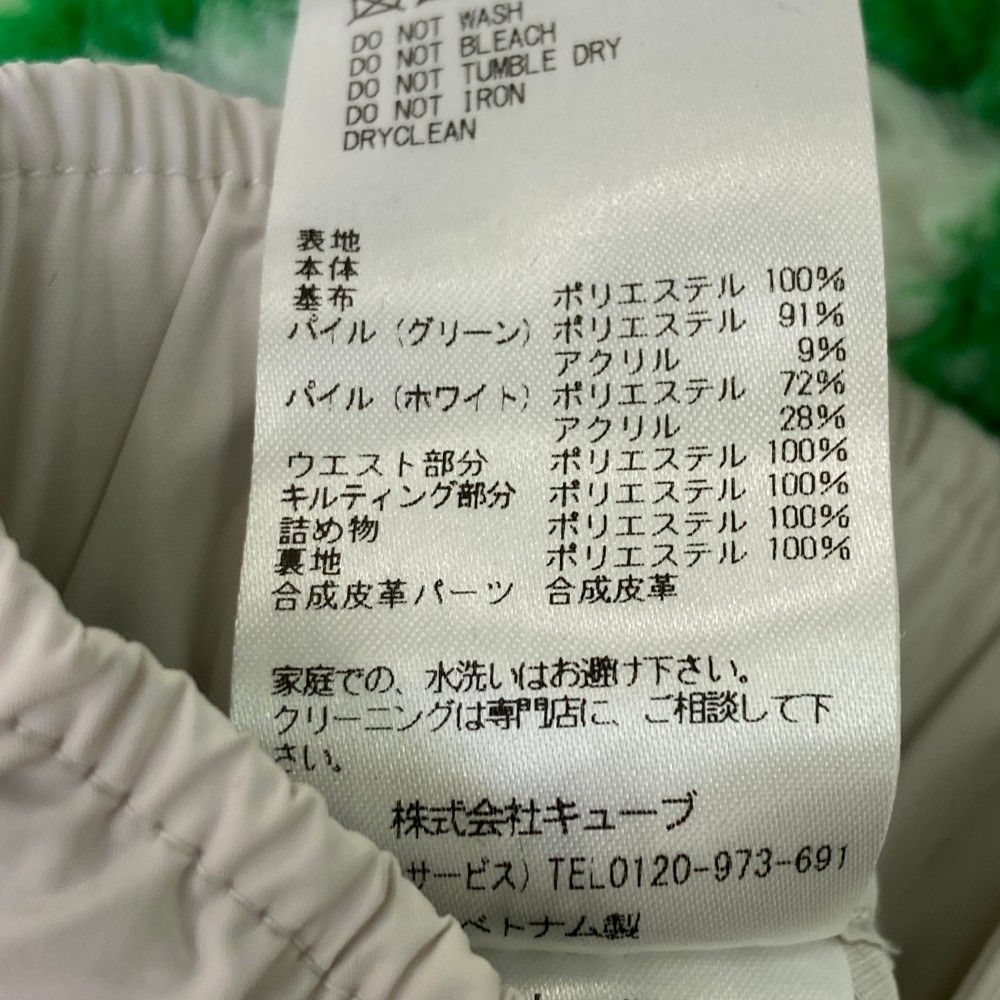 DO NOT WASH
DO NOT BLEACH
DO NOT TUMBLE DRY
DO NOT IRON
DRYCLEAN
表地
本体
基布 ポリエステル 100%
パイル(グリーン) ポリエステル 91%
アクリル 9%
パイル(ホワイト) ポリエステル 72%
アクリル 28%
ウエスト部分 ポリエステル 100%
キルティング部分 ポリエステル 100%
詰め物 ポリエステル 100%
裏地 ポリエステル 100%
合成皮革パーツ 合成皮革
家庭での、水洗いはお避け下さい。
クリーニングは専門店に、ご相談して下
さい。
株式会社キューブ
サービス) TEL0120-973-691
ベトナム製